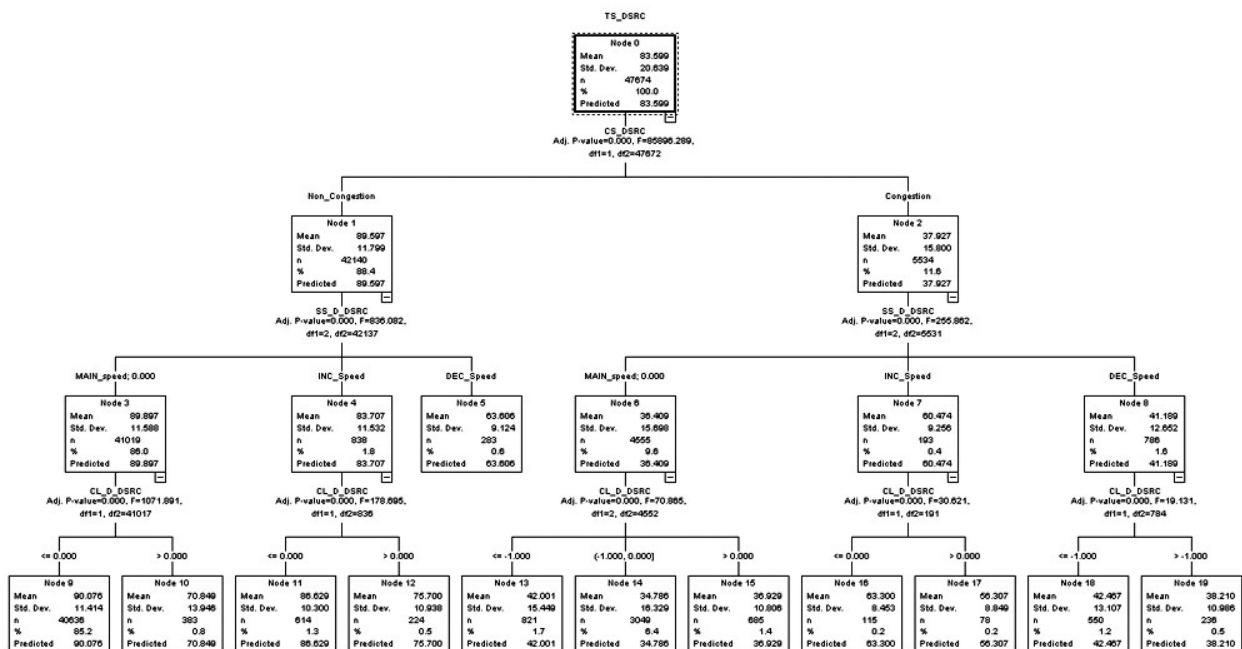 TS_DSRC
Node 0
Mean 83.599
Std. Dev. 20.639
n 47674
% 100.0
Predicted 83.599
CS_DSRC
Adj. P-value=0.000, F=85896.289,
df1=1, df2=47672
Non_Congestion
Congestion
Node 1
Mean 89.597
Std. Dev. 11.799
n 42140
% 88.4
Predicted 89.597
Node 2
Mean 37.927
Std. Dev. 15.800
n 5534
% 11.6
Predicted 37.927
SS_D_DSRC
Adj. P-value=0.000, F=836.082,
df1=2, df2=42137
SS_D_DSRC
Adj. P-value=0.000, F=255.862,
df1=2, df2=5531
MAIN_speed; 0.000
INC_Speed
DEC_Speed
MAIN_speed; 0.000
INC_Speed
DEC_Speed
Node 3
Mean 89.897
Std. Dev. 11.588
n 41019
% 86.0
Predicted 89.897
Node 4
Mean 83.707
Std. Dev. 11.532
n 838
% 1.8
Predicted 83.707
Node 5
Mean 63.606
Std. Dev. 9.124
n 283
% 0.6
Predicted 63.606
Node 6
Mean 36.409
Std. Dev. 15.698
n 4555
% 9.6
Predicted 36.409
Node 7
Mean 60.474
Std. Dev. 9.256
n 193
% 0.4
Predicted 60.474
Node 8
Mean 41.189
Std. Dev. 12.652
n 786
% 1.6
Predicted 41.189
CL_D_DSRC
Adj. P-value=0.000, F=1071.891,
df1=1, df2=41017
CL_D_DSRC
Adj. P-value=0.000, F=178.695,
df1=1, df2=836
CL_D_DSRC
Adj. P-value=0.000, F=70.865,
df1=2, df2=4552
CL_D_DSRC
Adj. P-value=0.000, F=30.621,
df1=1, df2=191
CL_D_DSRC
Adj. P-value=0.000, F=19.131,
df1=1, df2=784
<= 0.000
> 0.000
<= 0.000
> 0.000
<= -1.000
(-1.000, 0.000]
> 0.000
<= 0.000
> 0.000
<= -1.000
> -1.000
Node 9
Mean 90.076
Std. Dev. 11.414
n 40636
% 85.2
Predicted 90.076
Node 10
Mean 70.849
Std. Dev. 13.946
n 383
% 0.8
Predicted 70.849
Node 11
Mean 86.629
Std. Dev. 10.300
n 614
% 1.3
Predicted 86.629
Node 12
Mean 75.700
Std. Dev. 10.938
n 224
% 0.5
Predicted 75.700
Node 13
Mean 42.001
Std. Dev. 15.449
n 821
% 1.7
Predicted 42.001
Node 14
Mean 34.786
Std. Dev. 16.329
n 3049
% 6.4
Predicted 34.786
Node 15
Mean 36.929
Std. Dev. 10.806
n 685
% 1.4
Predicted 36.929
Node 16
Mean 63.300
Std. Dev. 8.453
n 115
% 0.2
Predicted 63.300
Node 17
Mean 56.307
Std. Dev. 8.849
n 78
% 0.2
Predicted 56.307
Node 18
Mean 42.467
Std. Dev. 13.107
n 550
% 1.2
Predicted 42.467
Node 19
Mean 38.210
Std. Dev. 10.986
n 236
% 0.5
Predicted 38.210